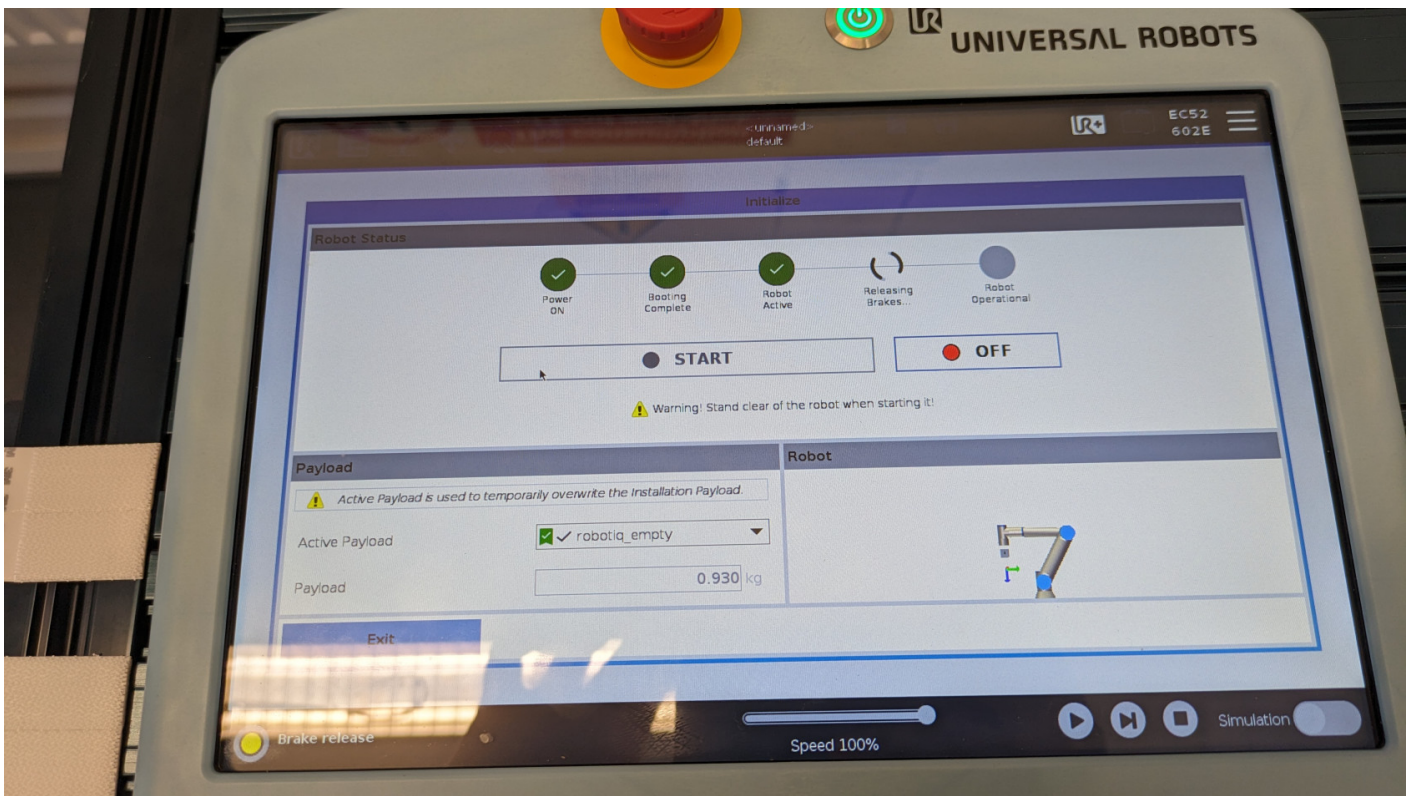 UNIVERSAL ROBOTS
<unnamed>
default
UR+
EC52
602E
Initialize
Robot Status
Power
ON
Booting
Complete
Robot
Active
Releasing
Brakes...
Robot
Operational
START
OFF
Warning! Stand clear of the robot when starting it!
Payload
Active Payload is used to temporarily overwrite the Installation Payload.
Active Payload
robotiq_empty
Payload
0.930 kg
Robot
Exit
Brake release
Speed 100%
Simulation